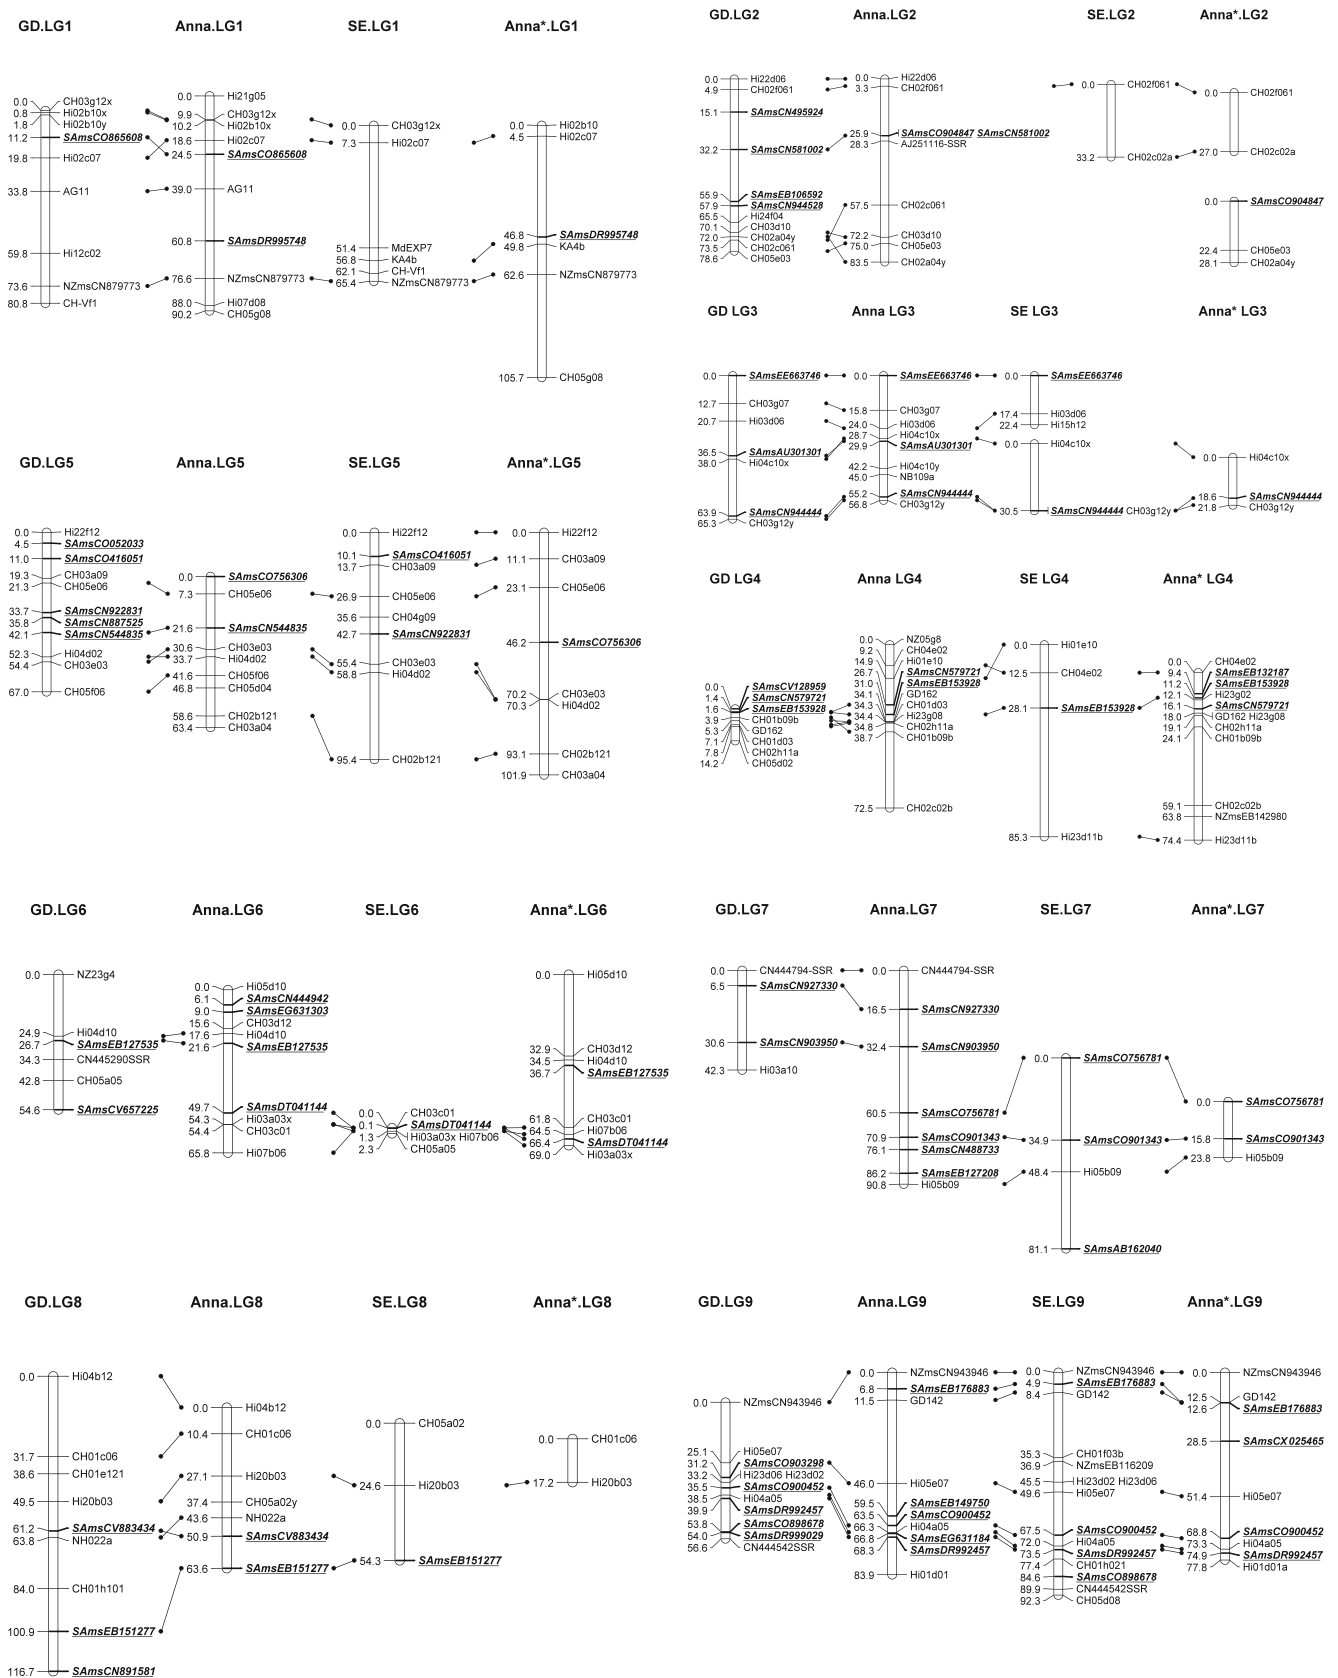 GD.LG1 Anna.LG1 SE.LG1 Anna*.LG1
0.0 CH03g12x
0.8 Hi02b10x
1.8 Hi02b10y
11.2 SAmsCO865608
19.8 Hi02c07
33.8 AG11
59.8 Hi12c02
73.6 NZmsCN879773
80.8 CH-Vf1
0.0 Hi21g05
9.9 CH03g12x
10.2 Hi02b10x
18.6 Hi02c07
24.5 SAmsCO865608
39.0 AG11
60.8 SAmsDR995748
76.6 NZmsCN879773
88.0 Hi07d08
90.2 CH05g08
0.0 CH03g12x
7.3 Hi02c07
51.4 MdEXP7
56.8 KA4b
62.1 CH-Vf1
65.4 NZmsCN879773
0.0 Hi02b10
4.5 Hi02c07
46.8 SAmsDR995748
49.8 KA4b
62.6 NZmsCN879773
105.7 CH05g08
GD.LG2 Anna.LG2 SE.LG2 Anna*.LG2
0.0 Hi22d06
4.9 CH02f061
15.1 SAmsCN495924
32.2 SAmsCN581002
55.9 SAmsEB106592
57.9 SAmsCN944528
65.5 Hi24f04
70.1 CH03d10
72.0 CH02a04y
73.5 CH02c061
78.6 CH05e03
0.0 Hi22d06
3.3 CH02f061
25.9 SAmsCO904847 SAmsCN581002
28.3 AJ251116-SSR
57.5 CH02c061
72.2 CH03d10
75.0 CH05e03
83.5 CH02a04y
0.0 CH02f061
33.2 CH02c02a
0.0 CH02f061
27.0 CH02c02a
0.0 SAmsCO904847
22.4 CH05e03
28.1 CH02a04y
GD LG3 Anna LG3 SE LG3 Anna* LG3
0.0 SAmsEE663746
12.7 CH03g07
20.7 Hi03d06
36.5 SAmsAU301301
38.0 Hi04c10x
63.9 SAmsCN944444
65.3 CH03g12y
0.0 SAmsEE663746
15.8 CH03g07
24.0 Hi03d06
28.7 Hi04c10x
29.9 SAmsAU301301
42.2 Hi04c10y
45.0 NB109a
55.2 SAmsCN944444
56.8 CH03g12y
0.0 SAmsEE663746
17.4 Hi03d06
22.4 Hi15h12
0.0 Hi04c10x
30.5 SAmsCN944444 CH03g12y
0.0 Hi04c10x
18.6 SAmsCN944444
21.8 CH03g12y
GD.LG5 Anna.LG5 SE.LG5 Anna*.LG5
0.0 Hi22f12
4.5 SAmsCO052033
11.0 SAmsCO416051
19.3 CH03a09
21.3 CH05e06
33.7 SAmsCN922831
35.8 SAmsCN887525
42.1 SAmsCN544835
52.3 Hi04d02
54.4 CH03e03
67.0 CH05f06
0.0 SAmsCO756306
7.3 CH05e06
21.6 SAmsCN544835
30.6 CH03e03
33.7 Hi04d02
41.6 CH05f06
46.8 CH05d04
58.6 CH02b121
63.4 CH03a04
0.0 Hi22f12
10.1 SAmsCO416051
13.7 CH03a09
26.9 CH05e06
35.6 CH04g09
42.7 SAmsCN922831
55.4 CH03e03
58.8 Hi04d02
95.4 CH02b121
0.0 Hi22f12
11.1 CH03a09
23.1 CH05e06
46.2 SAmsCO756306
70.2 CH03e03
70.3 Hi04d02
93.1 CH02b121
101.9 CH03a04
GD LG4 Anna LG4 SE LG4 Anna* LG4
0.0 SAmsCV128959
1.4 SAmsCN579721
1.6 SAmsEB153928
3.9 CH01b09b
5.3 GD162
7.1 CH01d03
7.8 CH02h11a
14.2 CH05d02
0.0 NZ05g8
9.2 CH04e02
14.9 Hi01e10
26.7 SAmsCN579721
31.0 SAmsEB153928
34.1 GD162
34.3 CH01d03
34.4 Hi23g08
34.8 CH02h11a
38.7 CH01b09b
72.5 CH02c02b
0.0 Hi01e10
12.5 CH04e02
28.1 SAmsEB153928
85.3 Hi23d11b
0.0 CH04e02
9.4 SAmsEB132187
11.2 SAmsEB153928
12.1 Hi23g02
16.1 SAmsCN579721
18.0 GD162 Hi23g08
19.1 CH02h11a
24.1 CH01b09b
59.1 CH02c02b
63.8 NZmsEB142980
74.4 Hi23d11b
GD.LG6 Anna.LG6 SE.LG6 Anna*.LG6
0.0 NZ23g4
24.9 Hi04d10
26.7 SAmsEB127535
34.3 CN445290SSR
42.8 CH05a05
54.6 SAmsCV657225
0.0 Hi05d10
6.1 SAmsCN444942
9.0 SAmsEG631303
15.6 CH03d12
17.6 Hi04d10
21.6 SAmsEB127535
49.7 SAmsDT041144
54.3 Hi03a03x
54.4 CH03c01
65.8 Hi07b06
0.0 CH03c01
0.1 SAmsDT041144
1.3 Hi03a03x Hi07b06
2.3 CH05a05
0.0 Hi05d10
32.9 CH03d12
34.5 Hi04d10
36.7 SAmsEB127535
61.8 CH03c01
64.5 Hi07b06
66.4 SAmsDT041144
69.0 Hi03a03x
GD.LG7 Anna.LG7 SE.LG7 Anna*.LG7
0.0 CN444794-SSR
6.5 SAmsCN927330
30.6 SAmsCN903950
42.3 Hi03a10
0.0 CN444794-SSR
16.5 SAmsCN927330
32.4 SAmsCN903950
60.5 SAmsCO756781
70.9 SAmsCO901343
76.1 SAmsCN488733
86.2 SAmsEB127208
90.8 Hi05b09
0.0 SAmsCO756781
34.9 SAmsCO901343
48.4 Hi05b09
81.1 SAmsAB162040
0.0 SAmsCO756781
15.8 SAmsCO901343
23.8 Hi05b09
GD.LG8 Anna.LG8 SE.LG8 Anna*.LG8
0.0 Hi04b12
31.7 CH01c06
38.6 CH01e121
49.5 Hi20b03
61.2 SAmsCV883434
63.8 NH022a
84.0 CH01h101
100.9 SAmsEB151277
116.7 SAmsCN891581
0.0 Hi04b12
10.4 CH01c06
27.1 Hi20b03
37.4 CH05a02y
43.6 NH022a
50.9 SAmsCV883434
63.6 SAmsEB151277
0.0 CH05a02
24.6 Hi20b03
54.3 SAmsEB151277
0.0 CH01c06
17.2 Hi20b03
GD.LG9 Anna.LG9 SE.LG9 Anna*.LG9
0.0 NZmsCN943946
25.1 Hi05e07
31.2 SAmsCO903298
33.2 Hi23d06 Hi23d02
35.5 SAmsCO900452
38.5 Hi04a05
39.9 SAmsDR992457
53.8 SAmsCO898678
54.0 SAmsDR999029
56.6 CN444542SSR
0.0 NZmsCN943946
6.8 SAmsEB176883
11.5 GD142
46.0 Hi05e07
59.5 SAmsEB149750
63.5 SAmsCO900452
66.3 Hi04a05
66.8 SAmsEG631184
68.3 SAmsDR992457
83.9 Hi01d01
0.0 NZmsCN943946
4.9 SAmsEB176883
8.4 GD142
35.3 CH01f03b
36.9 NZmsEB116209
45.5 Hi23d02 Hi23d06
49.6 Hi05e07
67.5 SAmsCO900452
72.0 Hi04a05
73.5 SAmsDR992457
77.4 CH01h021
84.6 SAmsCO898678
89.9 CN444542SSR
92.3 CH05d08
0.0 NZmsCN943946
12.5 GD142
12.6 SAmsEB176883
28.5 SAmsCX025465
51.4 Hi05e07
68.8 SAmsCO900452
73.3 Hi04a05
74.9 SAmsDR992457
77.8 Hi01d01a